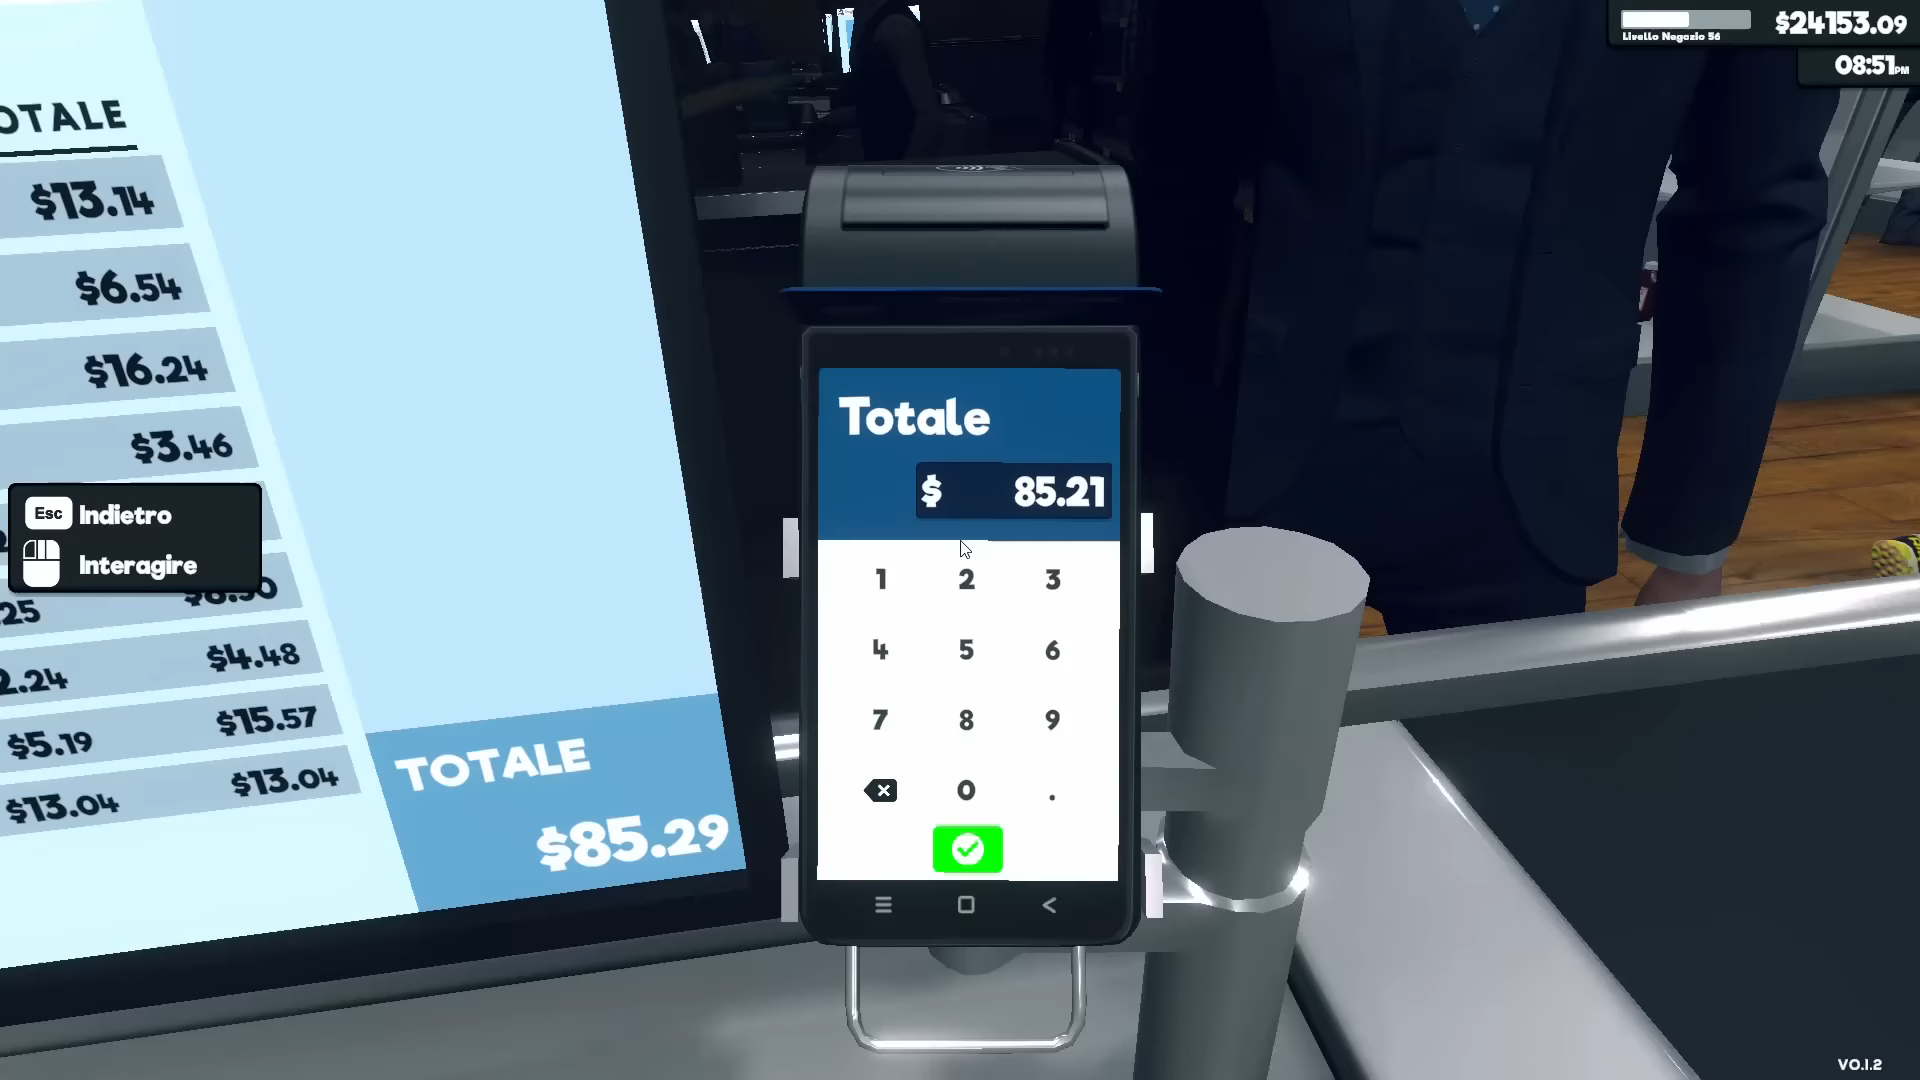 $24153.09
Livello Negozio 56
08:51PM
OTALE
$13.14
$6.54
$16.24
$3.46
Esc Indietro
Interagire
.25
2.24 $4.48
$5.19 $15.57
$13.04 $13.04
TOTALE
$85.29
Totale
$ 85.21
1 2 3
4 5 6
7 8 9
0 .
V0.1.2